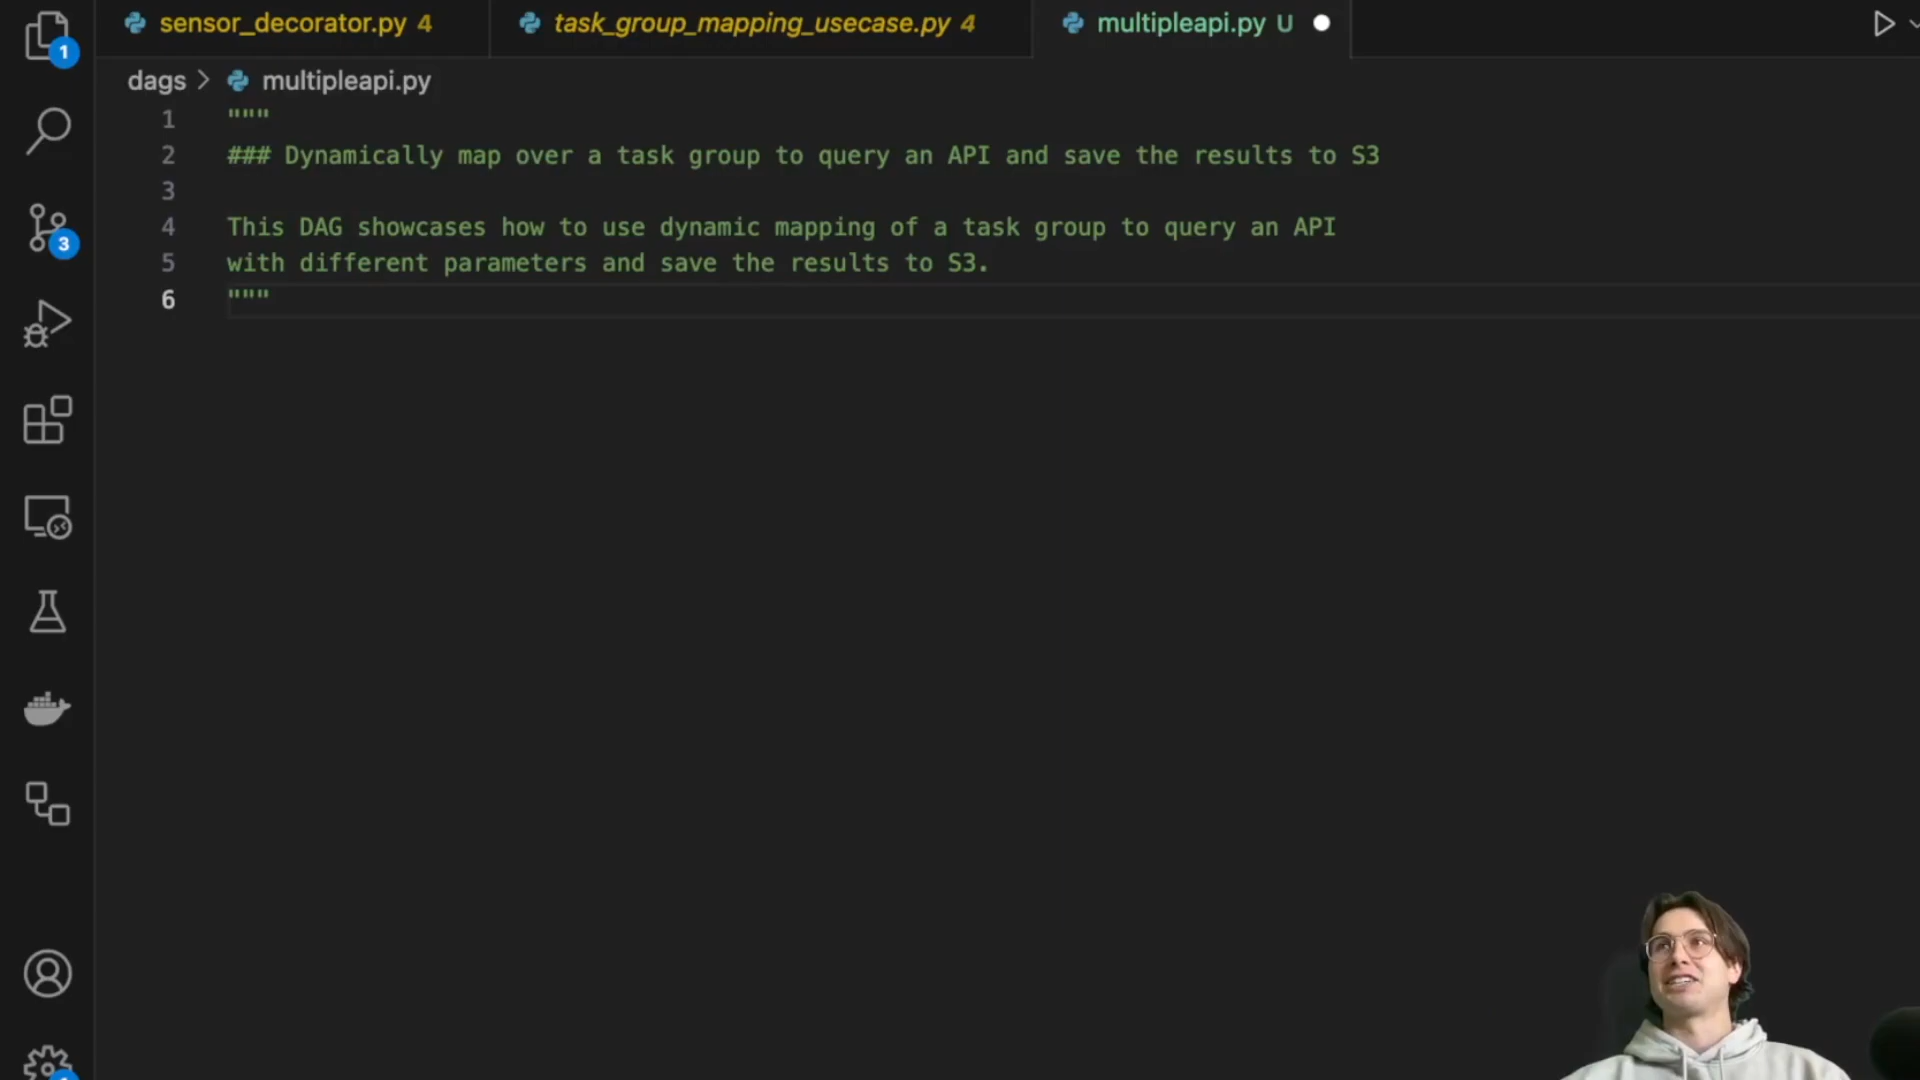 sensor_decorator.py 4
task_group_mapping_usecase.py 4
multipleapi.py U
1
dags > multipleapi.py
1 """
2 ### Dynamically map over a task group to query an API and save the results to S3
3
4 This DAG showcases how to use dynamic mapping of a task group to query an API
5 with different parameters and save the results to S3.
6 """
3